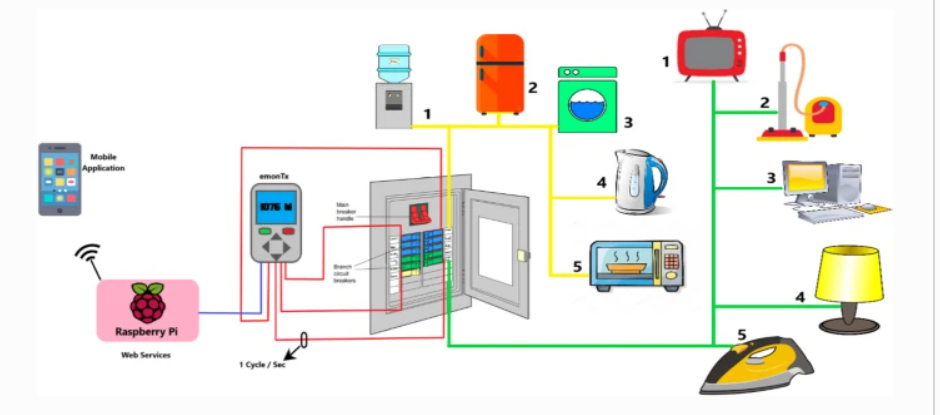 Mobile
Application
emonTx
Main
breaker
handle
Branch
circuit
breakers
Raspberry Pi
Web Services
1 Cycle / Sec
1
2
3
4
5
1
2
3
4
5